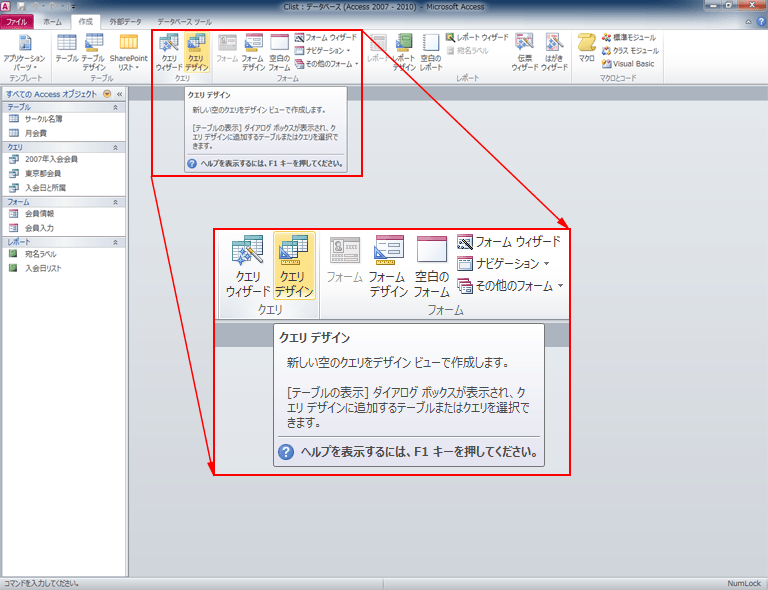 Clist : データベース (Access 2007 - 2010) - Microsoft Access
ファイル ホーム 作成 外部データ データベース ツール
アプリケーション パーツ
テンプレート
テーブル
テーブル デザイン
SharePoint リスト
テーブル
クエリ ウィザード
クエリ デザイン
クエリ
フォーム
フォーム デザイン
空白の フォーム
フォーム ウィザード
ナビゲーション
その他のフォーム
フォーム
レポート
レポート デザイン
空白の レポート
レポート ウィザード
宛名ラベル
伝票 ウィザード
はがき ウィザード
レポート
マクロ
標準モジュール
クラス モジュール
Visual Basic
マクロとコード
すべての Access オブジェクト
テーブル
サークル名簿
月会費
クエリ
2007年入会会員
東京都会員
入会日と所属
フォーム
会員情報
会員入力
レポート
宛名ラベル
入会日リスト
クエリ デザイン
新しい空のクエリをデザイン ビューで作成します。
[テーブルの表示] ダイアログ ボックスが表示され、ク
エリ デザインに追加するテーブルまたはクエリを選択で
きます。
ヘルプを表示するには、F1 キーを押してください。
クエリ ウィザード
クエリ デザイン
クエリ
フォーム
フォーム デザイン
空白の フォーム
フォーム ウィザード
ナビゲーション
その他のフォーム
フォーム
クエリ デザイン
新しい空のクエリをデザイン ビューで作成します。
[テーブルの表示] ダイアログ ボックスが表示され、ク
エリ デザインに追加するテーブルまたはクエリを選択で
きます。
ヘルプを表示するには、F1 キーを押してください。
コマンドを入力してください。
NumLock